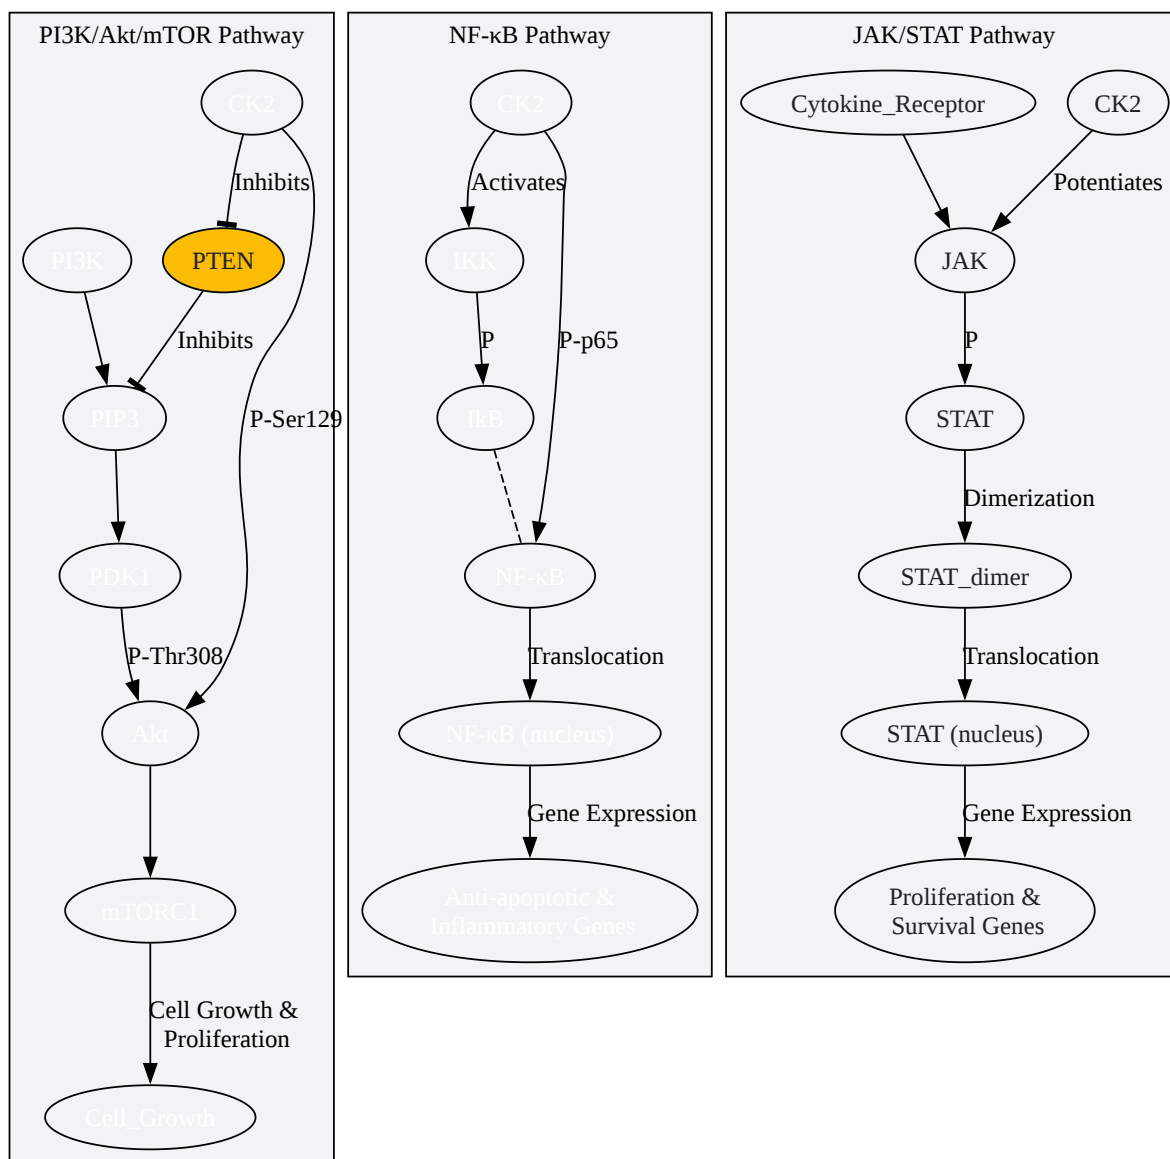 PI3K/Akt/mTOR Pathway
CK2
Inhibits
PI3K
PTEN
Inhibits
PIP3
P-Ser129
PDK1
P-Thr308
Akt
mTORC1
Cell Growth &
Proliferation
Cell_Growth
NF-κB Pathway
CK2
Activates
IKK
P
P-p65
IkB
NF-κB
Translocation
NF-κB (nucleus)
Gene Expression
Anti-apoptotic &
Inflammatory Genes
JAK/STAT Pathway
Cytokine_Receptor
CK2
Potentiates
JAK
P
STAT
Dimerization
STAT_dimer
Translocation
STAT (nucleus)
Gene Expression
Proliferation &
Survival Genes